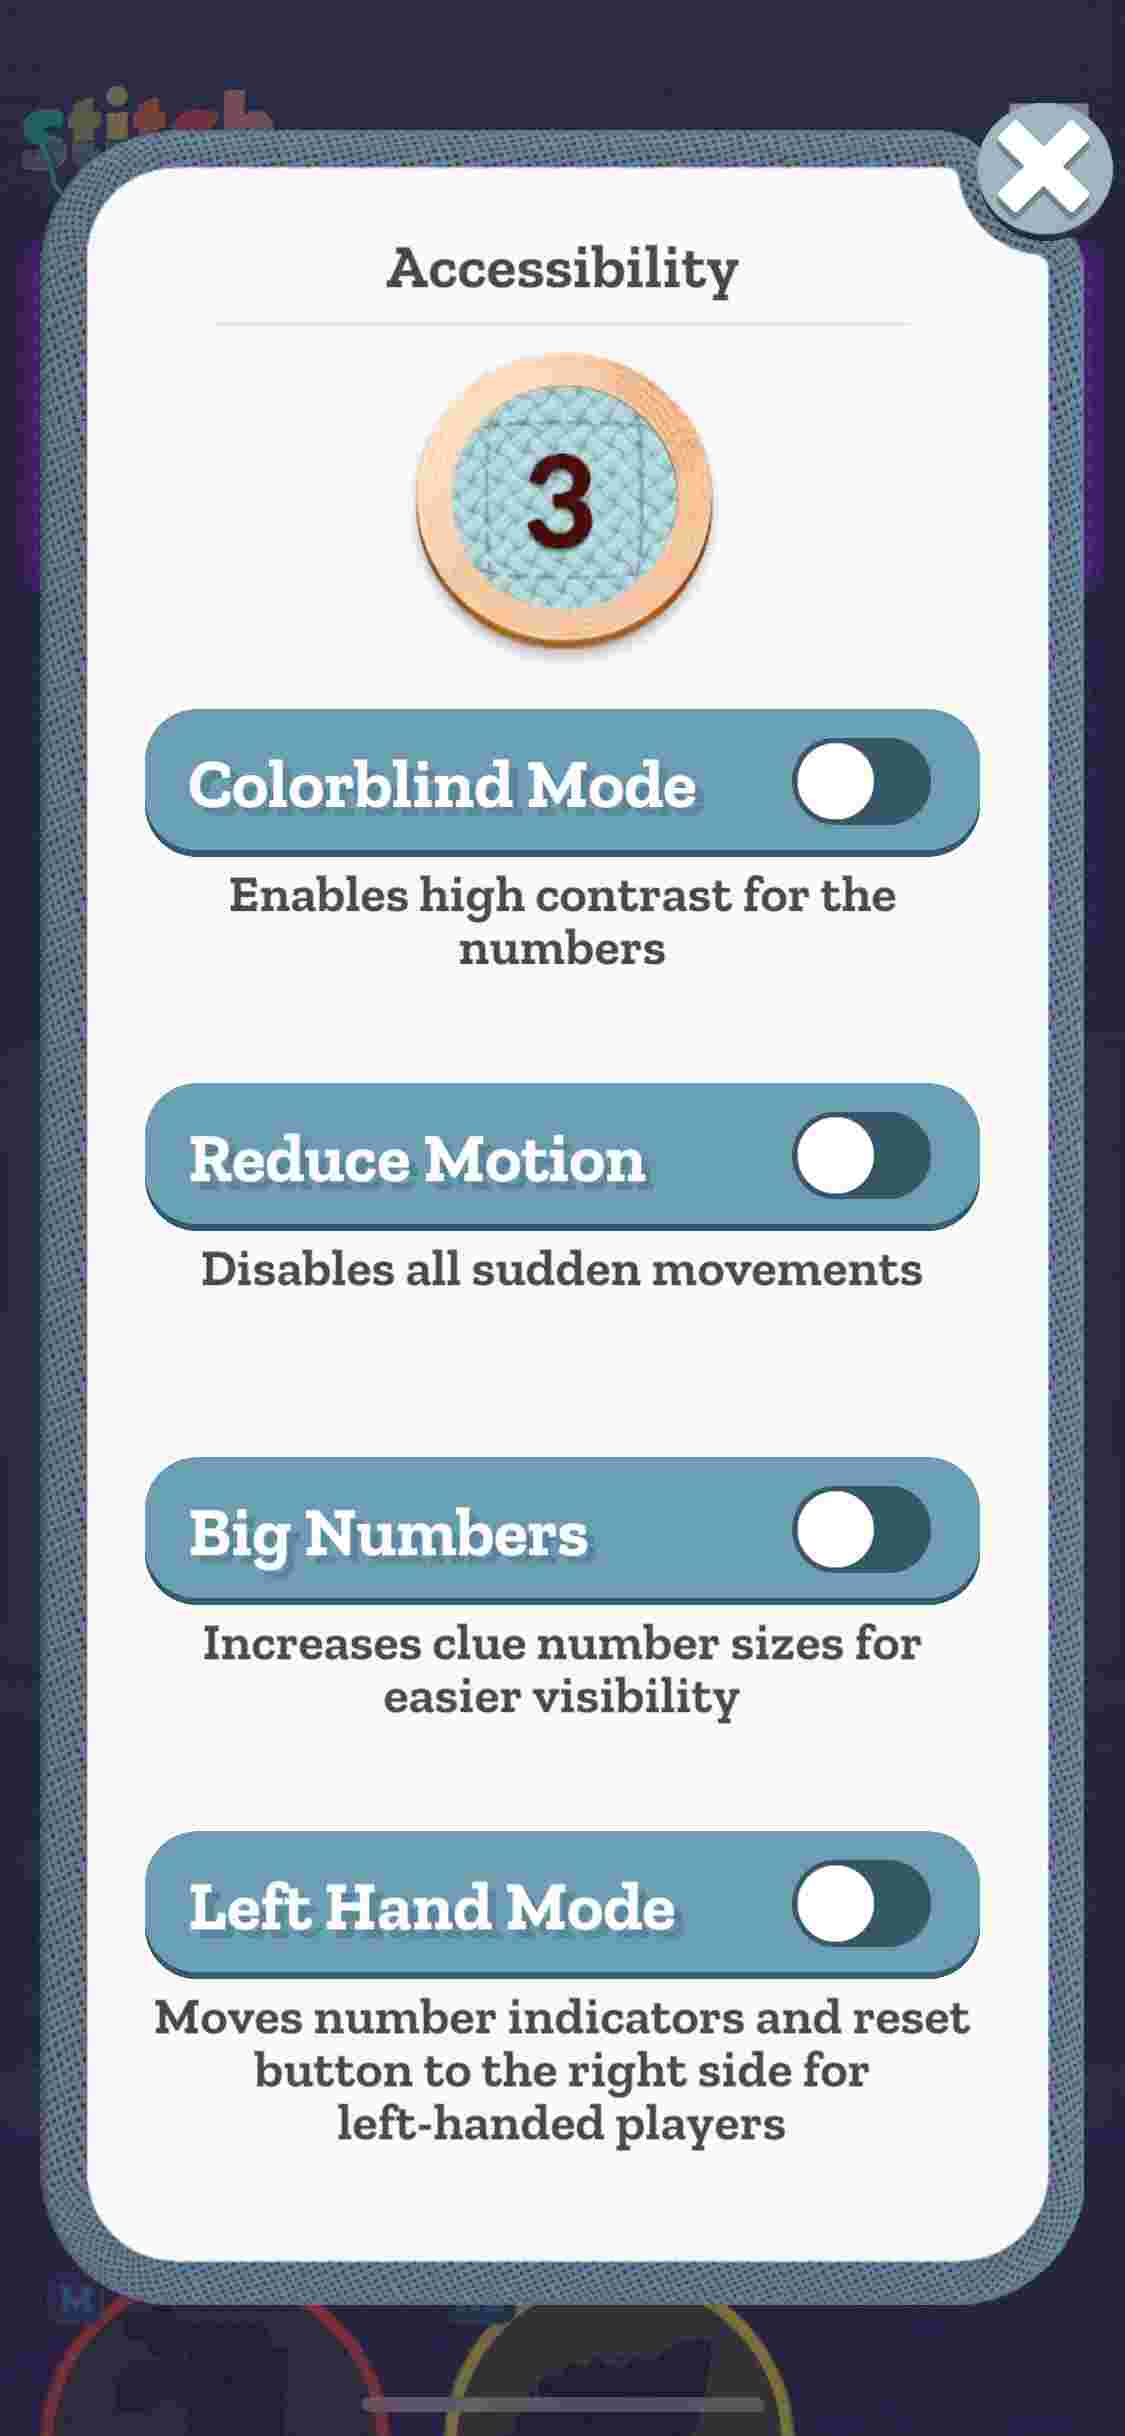 stitch
Accessibility
3
Colorblind Mode
Enables high contrast for the
numbers
Reduce Motion
Disables all sudden movements
Big Numbers
Increases clue number sizes for
easier visibility
Left Hand Mode
Moves number indicators and reset
button to the right side for
left-handed players
M